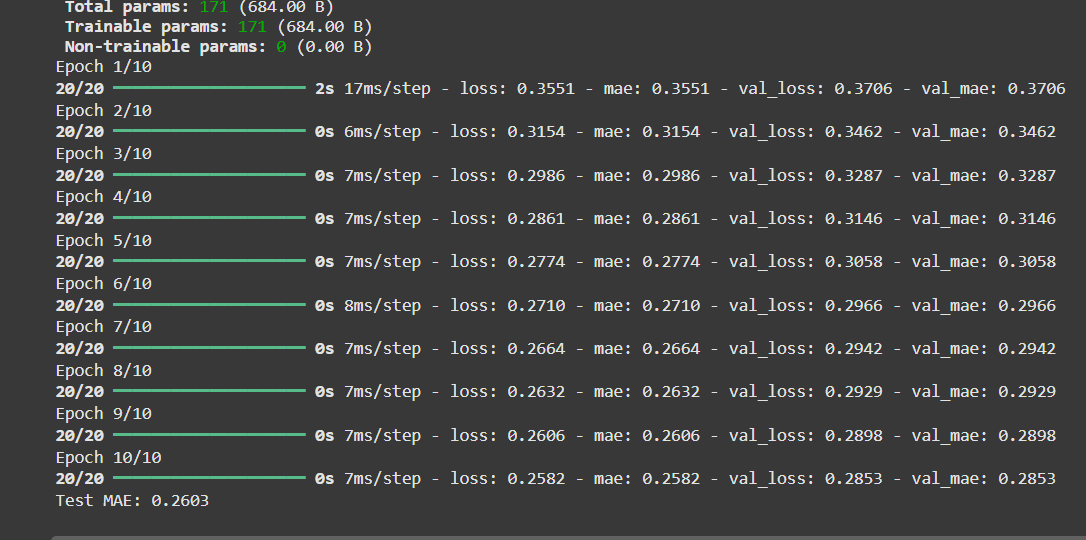 Total params: 171 (684.00 B)
Trainable params: 171 (684.00 B)
Non-trainable params: 0 (0.00 B)
Epoch 1/10
20/20 ━━━━━━━━━━━━━━━━━━━━ 2s 17ms/step - loss: 0.3551 - mae: 0.3551 - val_loss: 0.3706 - val_mae: 0.3706
Epoch 2/10
20/20 ━━━━━━━━━━━━━━━━━━━━ 0s 6ms/step - loss: 0.3154 - mae: 0.3154 - val_loss: 0.3462 - val_mae: 0.3462
Epoch 3/10
20/20 ━━━━━━━━━━━━━━━━━━━━ 0s 7ms/step - loss: 0.2986 - mae: 0.2986 - val_loss: 0.3287 - val_mae: 0.3287
Epoch 4/10
20/20 ━━━━━━━━━━━━━━━━━━━━ 0s 7ms/step - loss: 0.2861 - mae: 0.2861 - val_loss: 0.3146 - val_mae: 0.3146
Epoch 5/10
20/20 ━━━━━━━━━━━━━━━━━━━━ 0s 7ms/step - loss: 0.2774 - mae: 0.2774 - val_loss: 0.3058 - val_mae: 0.3058
Epoch 6/10
20/20 ━━━━━━━━━━━━━━━━━━━━ 0s 8ms/step - loss: 0.2710 - mae: 0.2710 - val_loss: 0.2966 - val_mae: 0.2966
Epoch 7/10
20/20 ━━━━━━━━━━━━━━━━━━━━ 0s 7ms/step - loss: 0.2664 - mae: 0.2664 - val_loss: 0.2942 - val_mae: 0.2942
Epoch 8/10
20/20 ━━━━━━━━━━━━━━━━━━━━ 0s 7ms/step - loss: 0.2632 - mae: 0.2632 - val_loss: 0.2929 - val_mae: 0.2929
Epoch 9/10
20/20 ━━━━━━━━━━━━━━━━━━━━ 0s 7ms/step - loss: 0.2606 - mae: 0.2606 - val_loss: 0.2898 - val_mae: 0.2898
Epoch 10/10
20/20 ━━━━━━━━━━━━━━━━━━━━ 0s 7ms/step - loss: 0.2582 - mae: 0.2582 - val_loss: 0.2853 - val_mae: 0.2853
Test MAE: 0.2603